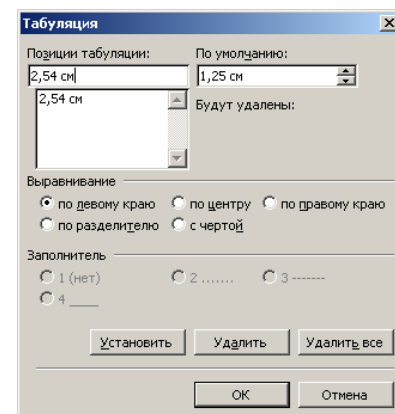 Табуляция
Позиции табуляции: По умолчанию:
2,54 см 1,25 см
2,54 см
Будут удалены:
Выравнивание
по левому краю по центру по правому краю
по разделителю с чертой
Заполнитель
1 (нет) 2 ....... 3 -------
4 ____
Установить Удалить Удалить все
ОК Отмена